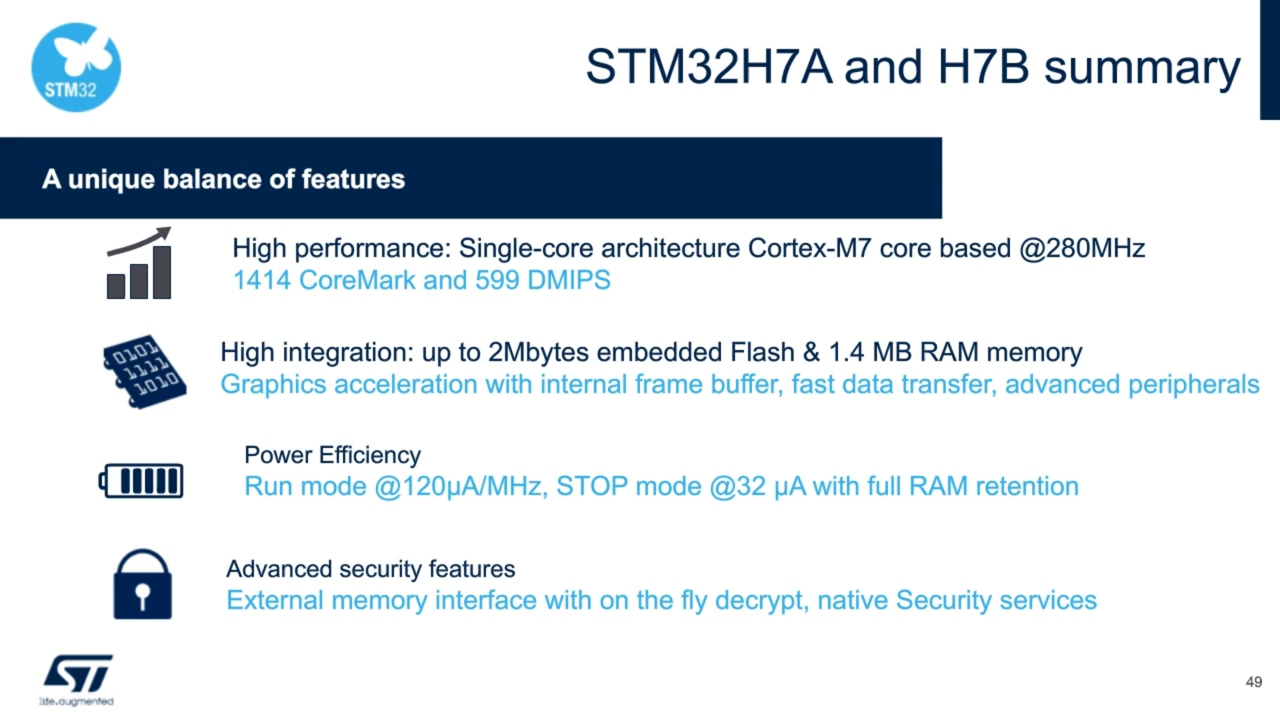 STM32
STM32H7A and H7B summary
A unique balance of features
High performance: Single-core architecture Cortex-M7 core based @280MHz
1414 CoreMark and 599 DMIPS
0101
1111
1010
High integration: up to 2Mbytes embedded Flash & 1.4 MB RAM memory
Graphics acceleration with internal frame buffer, fast data transfer, advanced peripherals
Power Efficiency
Run mode @120µA/MHz, STOP mode @32 µA with full RAM retention
Advanced security features
External memory interface with on the fly decrypt, native Security services
ST
life.augmented
49